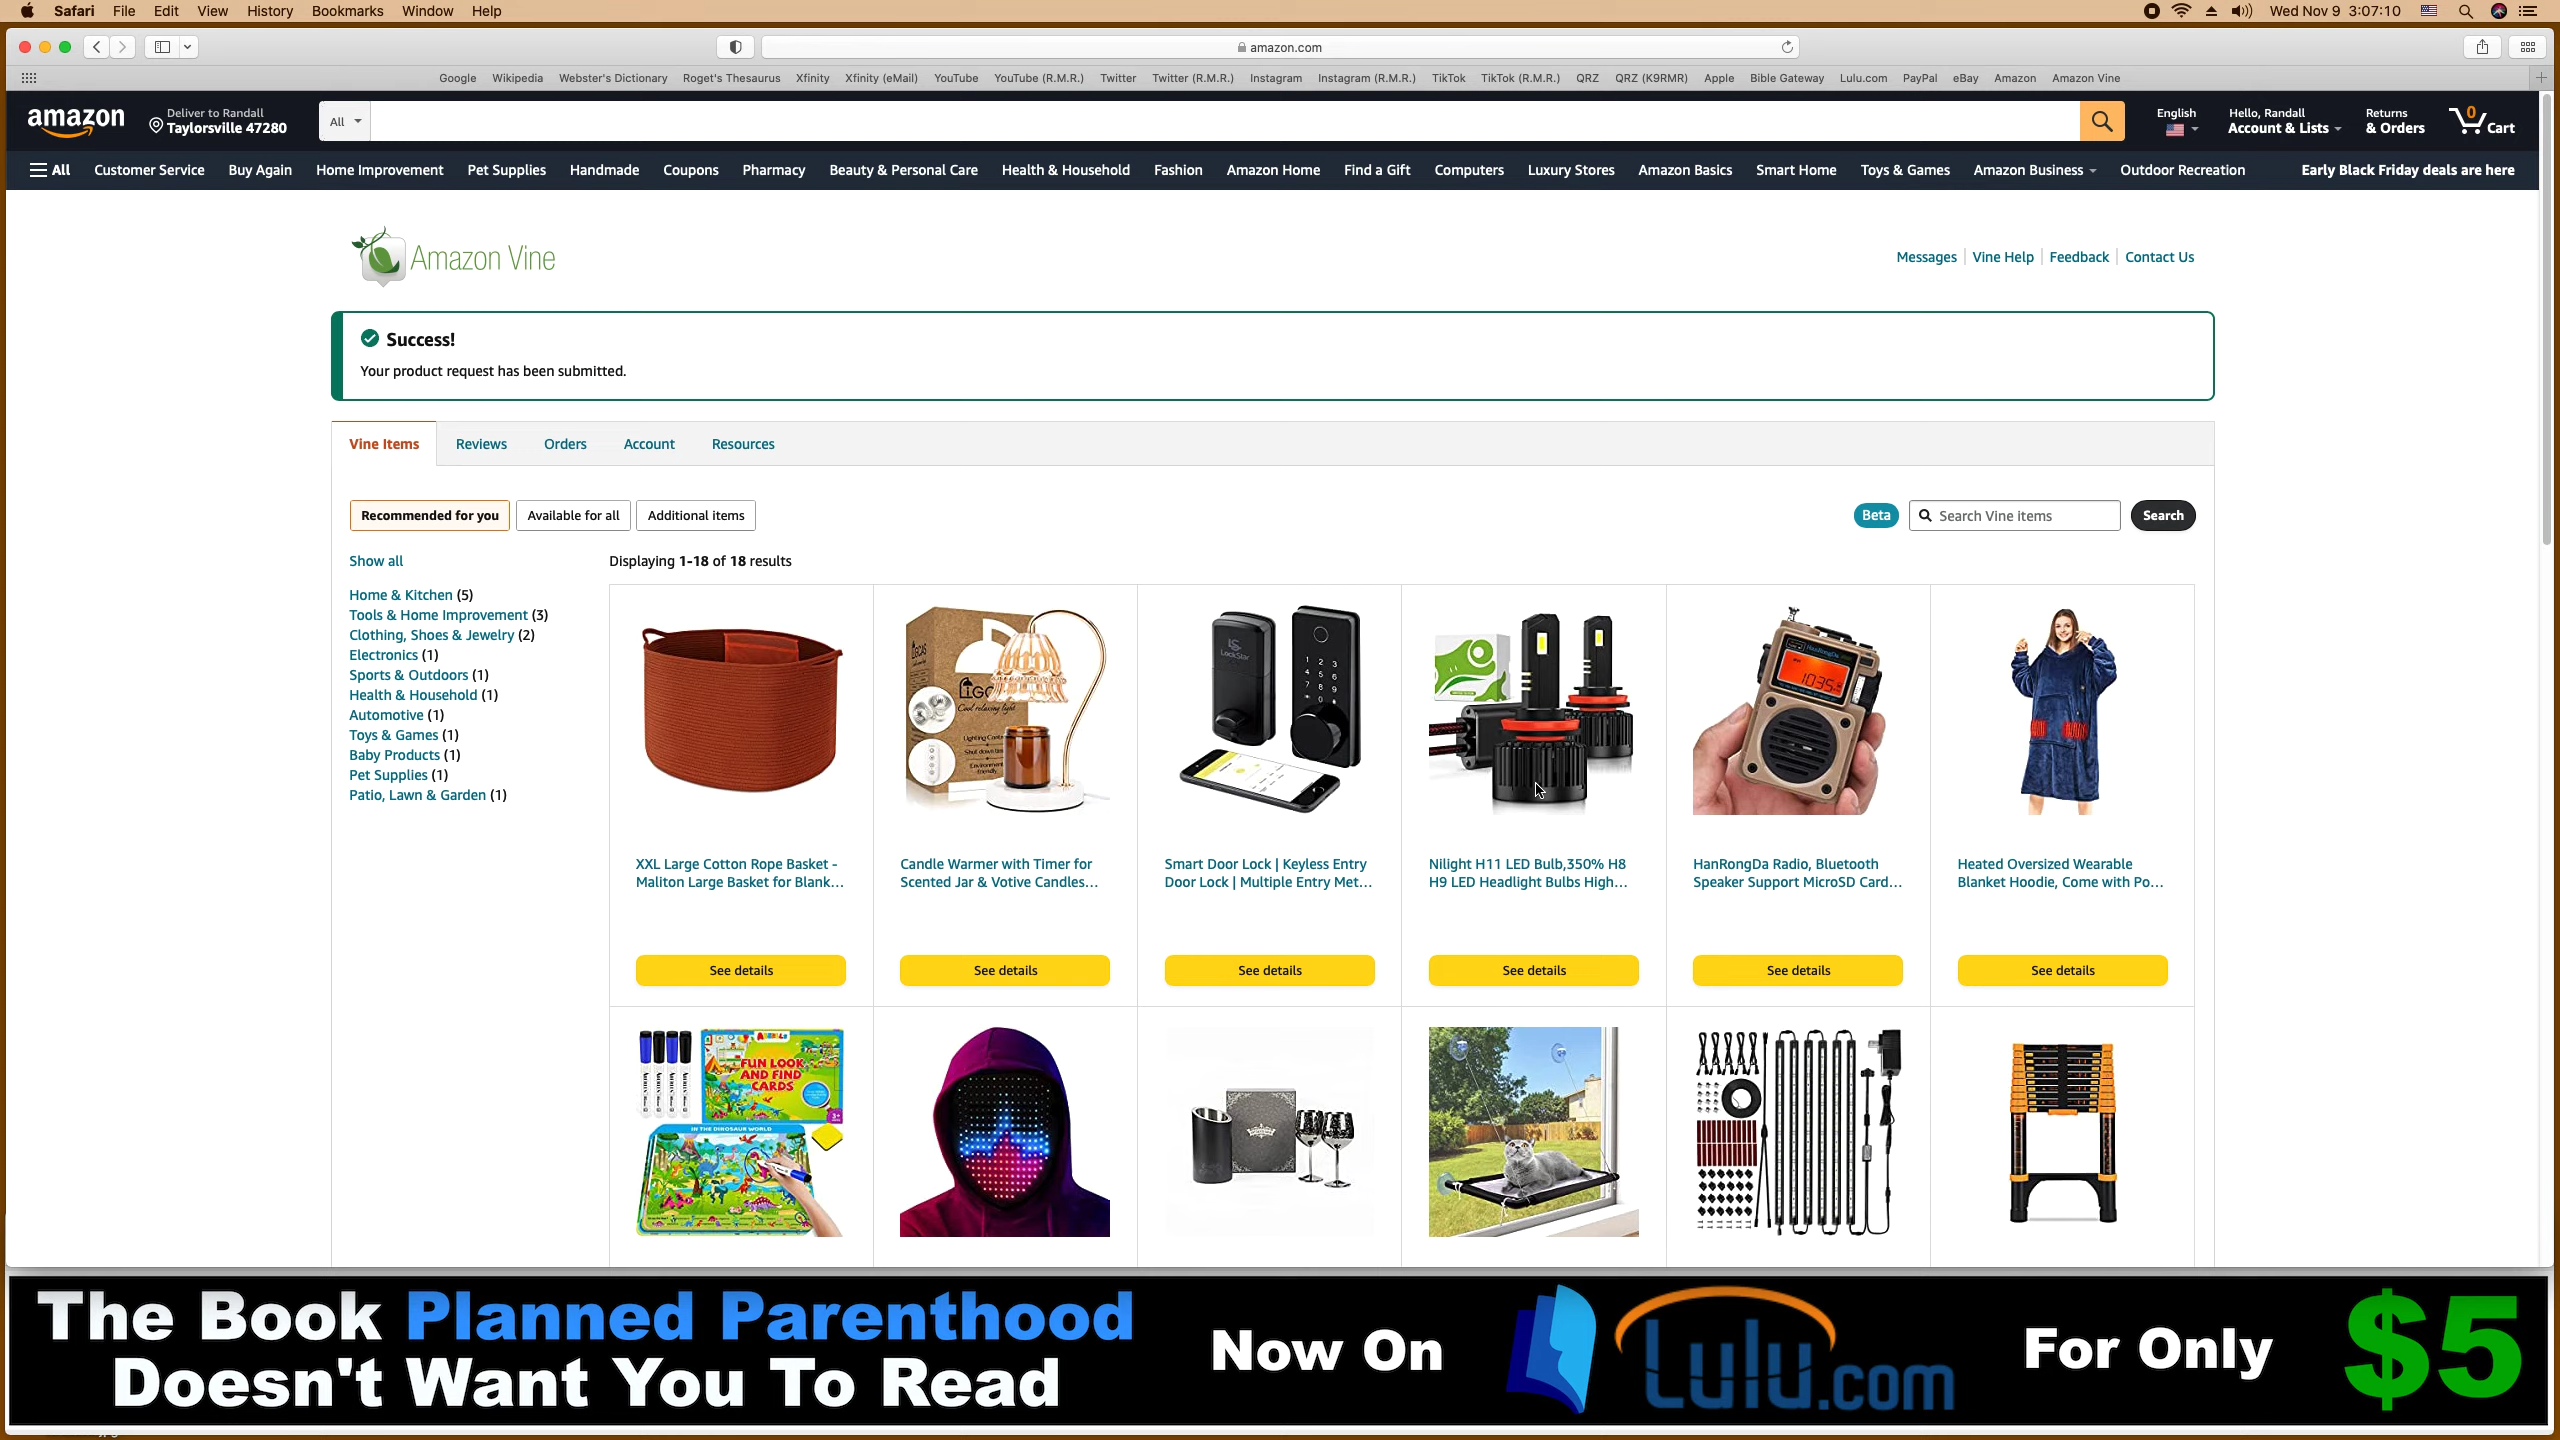 Safari File Edit View History Bookmarks Window Help
Wed Nov 9 3:07:10
amazon.com
Google Wikipedia Webster's Dictionary Roget's Thesaurus Xfinity Xfinity (eMail) YouTube YouTube (R.M.R.) Twitter Twitter (R.M.R.) Instagram Instagram (R.M.R.) TikTok TikTok (R.M.R.) QRZ QRZ (K9RMR) Apple Bible Gateway Lulu.com PayPal eBay Amazon Amazon Vine
amazon
Deliver to Randall
Taylorsville 47280
All
English
Hello, Randall
Account & Lists
Returns
& Orders
0
Cart
All Customer Service Buy Again Home Improvement Pet Supplies Handmade Coupons Pharmacy Beauty & Personal Care Health & Household Fashion Amazon Home Find a Gift Computers Luxury Stores Amazon Basics Smart Home Toys & Games Amazon Business Outdoor Recreation Early Black Friday deals are here
Amazon Vine
Messages Vine Help Feedback Contact Us
Success!
Your product request has been submitted.
Vine Items Reviews Orders Account Resources
Recommended for you Available for all Additional items
Beta Search Vine items Search
Show all
Displaying 1-18 of 18 results
Home & Kitchen (5)
Tools & Home Improvement (3)
Clothing, Shoes & Jewelry (2)
Electronics (1)
Sports & Outdoors (1)
Health & Household (1)
Automotive (1)
Toys & Games (1)
Baby Products (1)
Pet Supplies (1)
Patio, Lawn & Garden (1)
Cool relaxing light
LockStar
HanRongDa
1035
XXL Large Cotton Rope Basket -
Maliton Large Basket for Blank...
Candle Warmer with Timer for
Scented Jar & Votive Candles...
Smart Door Lock | Keyless Entry
Door Lock | Multiple Entry Met...
Nilight H11 LED Bulb,350% H8
H9 LED Headlight Bulbs High...
HanRongDa Radio, Bluetooth
Speaker Support MicroSD Card...
Heated Oversized Wearable
Blanket Hoodie, Come with Po...
See details See details See details See details See details See details
FUN LOOK
AND FIND
CARDS
IN THE DINOSAUR WORLD
The Book Planned Parenthood
Doesn't Want You To Read
Now On
Lulu.com
For Only
$5